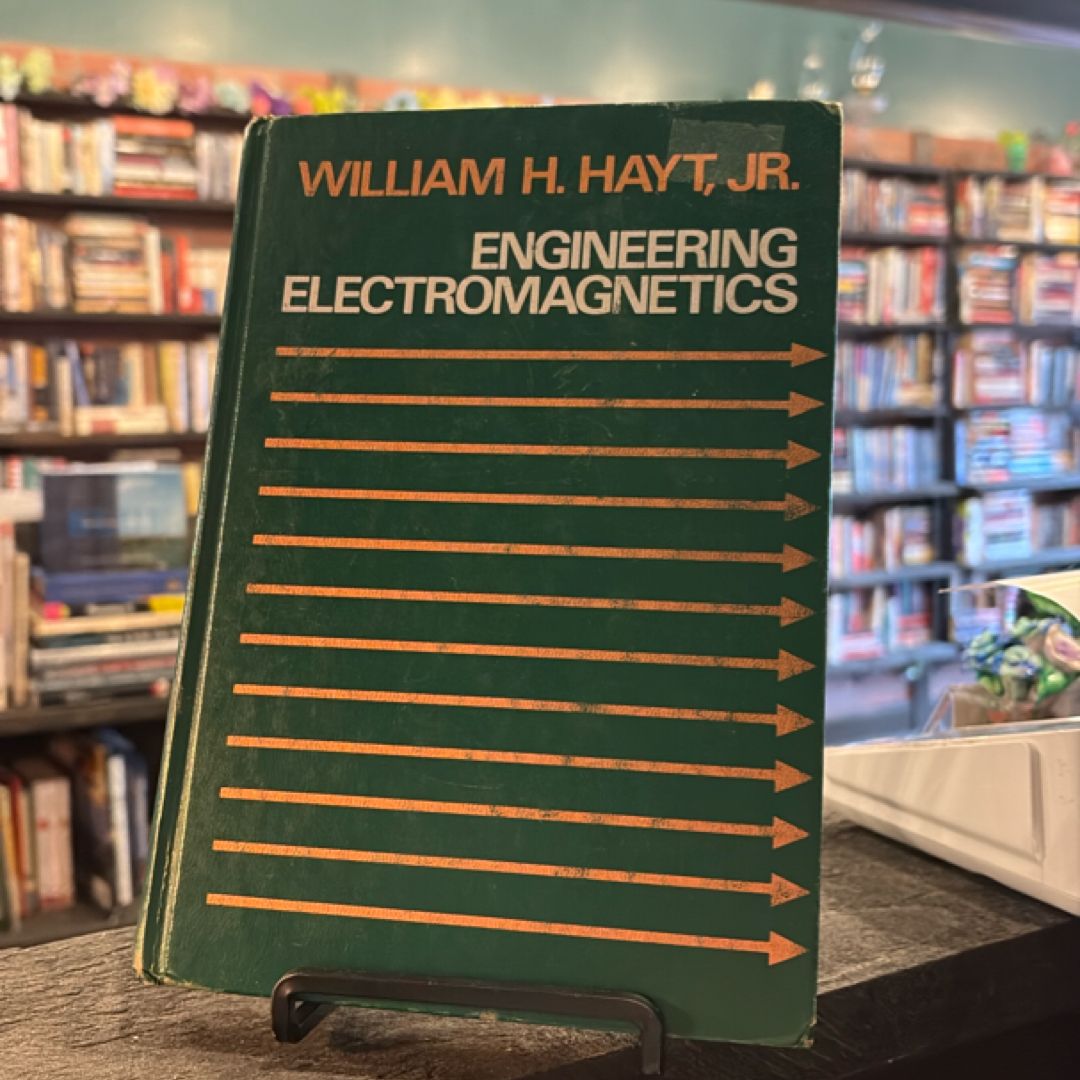 WILLIAM H. HAYT, JR.
ENGINEERING
ELECTROMAGNETICS